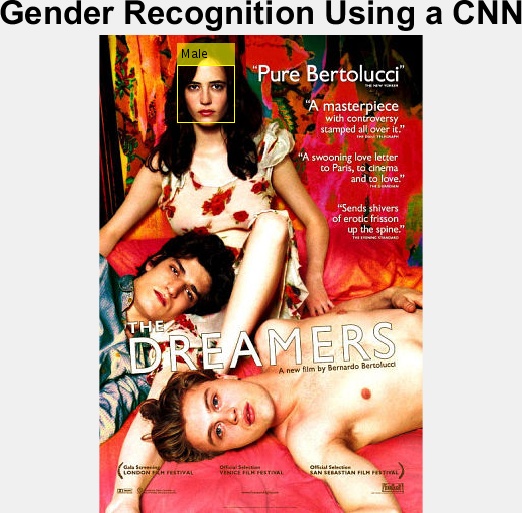 Gender Recognition Using a CNN
Male
"Pure Bertolucci"
THE NEW YORKER
"A masterpiece
with controversy
stamped all over it."
THE DAILY TELEGRAPH
"A swooning love letter
to Paris, to cinema
and to love."
THE GUARDIAN
"Sends shivers
of erotic frisson
up the spine."
THE EVENING STANDARD
THE
DREAMERS
A new film by Bernardo Bertolucci
Gala Screening
LONDON FILM FESTIVAL
Official Selection
VENICE FILM FESTIVAL
Official Selection
SAN SEBASTIAN FILM FESTIVAL